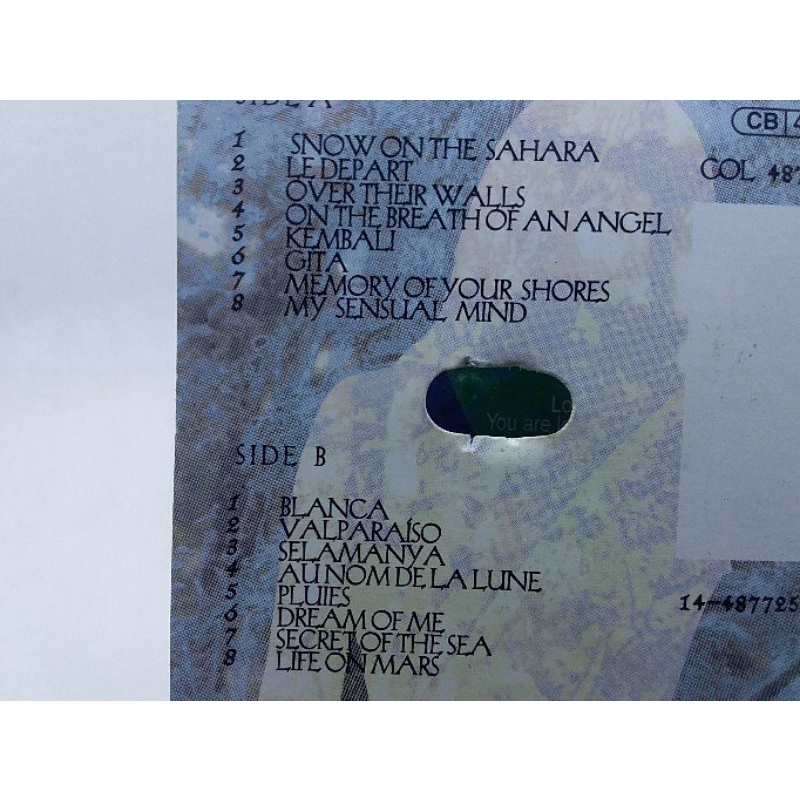 SIDE A
1 SNOW ON THE SAHARA
2 LE DEPART
3 OVER THEIR WALLS
4 ON THE BREATH OF AN ANGEL
5 KEMBALI
6 GITA
7 MEMORY OF YOUR SHORES
8 MY SENSUAL MIND
CB 4
COL 487
You are
SIDE B
1 BLANCA
2 VALPARAÍSO
3 SELAMANYA
4 AU NOM DE LA LUNE
5 PLUIES
6 DREAM OF ME
7 SECRET OF THE SEA
8 LIFE ON MARS
14-487725